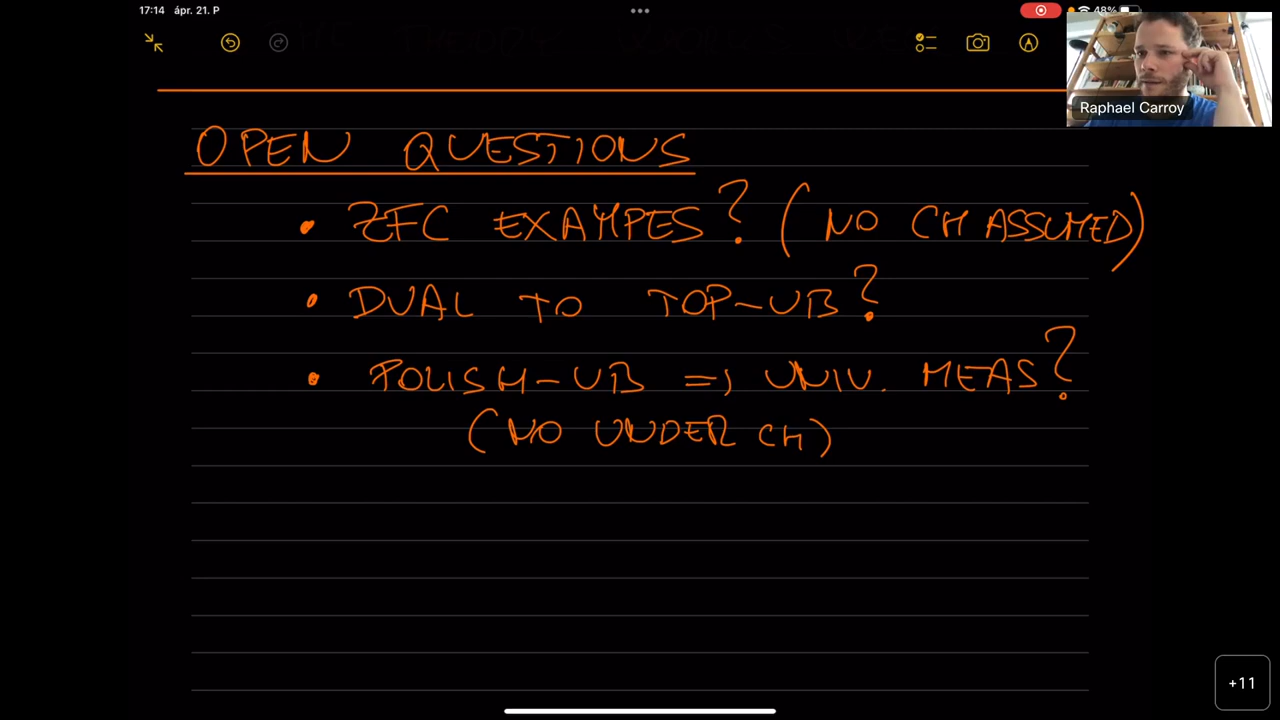 17:14 ápr. 21. P
48%
Raphael Carroy
OPEN QUESTIONS
• ZFC EXAMPES? (NO CH ASSUMED)
• DUAL TO TOP-UB?
• POLISH-UB => UNIV. MEAS?
(NO UNDER CH)
+11